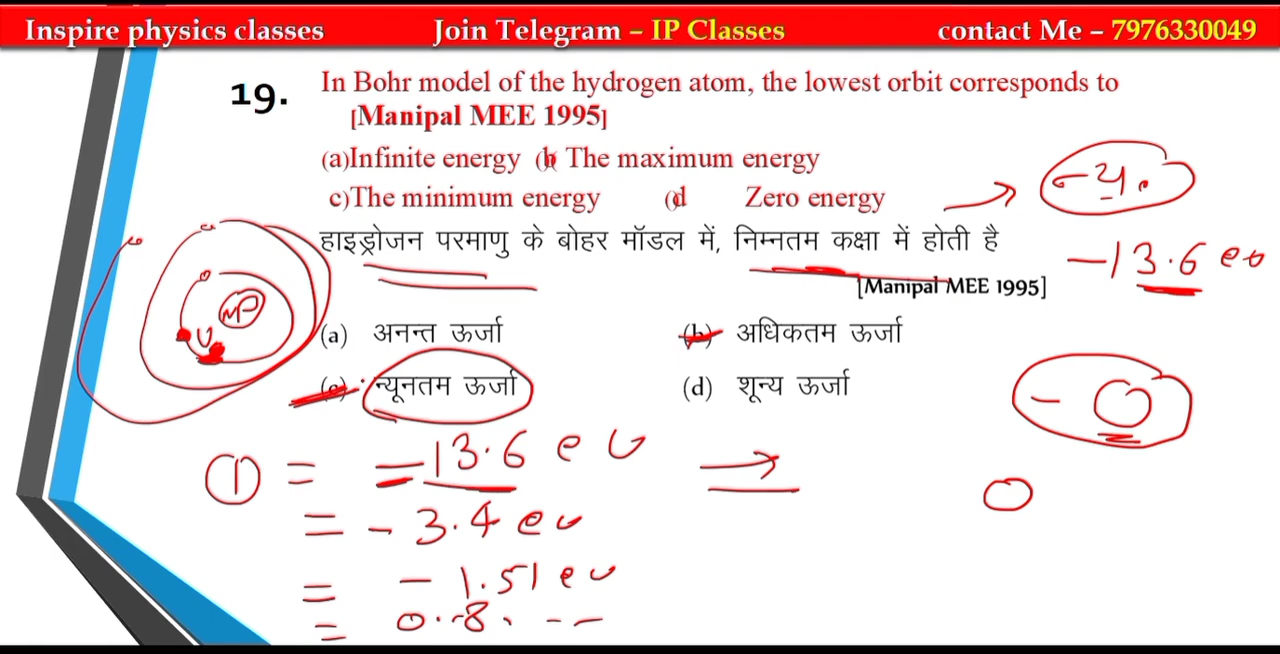 Inspire physics classes Join Telegram – IP Classes contact Me – 7976330049
19. In Bohr model of the hydrogen atom, the lowest orbit corresponds to
[Manipal MEE 1995]
(a)Infinite energy (b The maximum energy
c)The minimum energy (d Zero energy
हाइड्रोजन परमाणु के बोहर मॉडल में, निम्नतम कक्षा में होती है
[Manipal MEE 1995]
(a) अनन्त ऊर्जा (b) अधिकतम ऊर्जा
(c) न्यूनतम ऊर्जा (d) शून्य ऊर्जा
-13.6 ev
- 0
0
① = = -13.6 ev
= - 3.4 ev
= - 1.51 ev